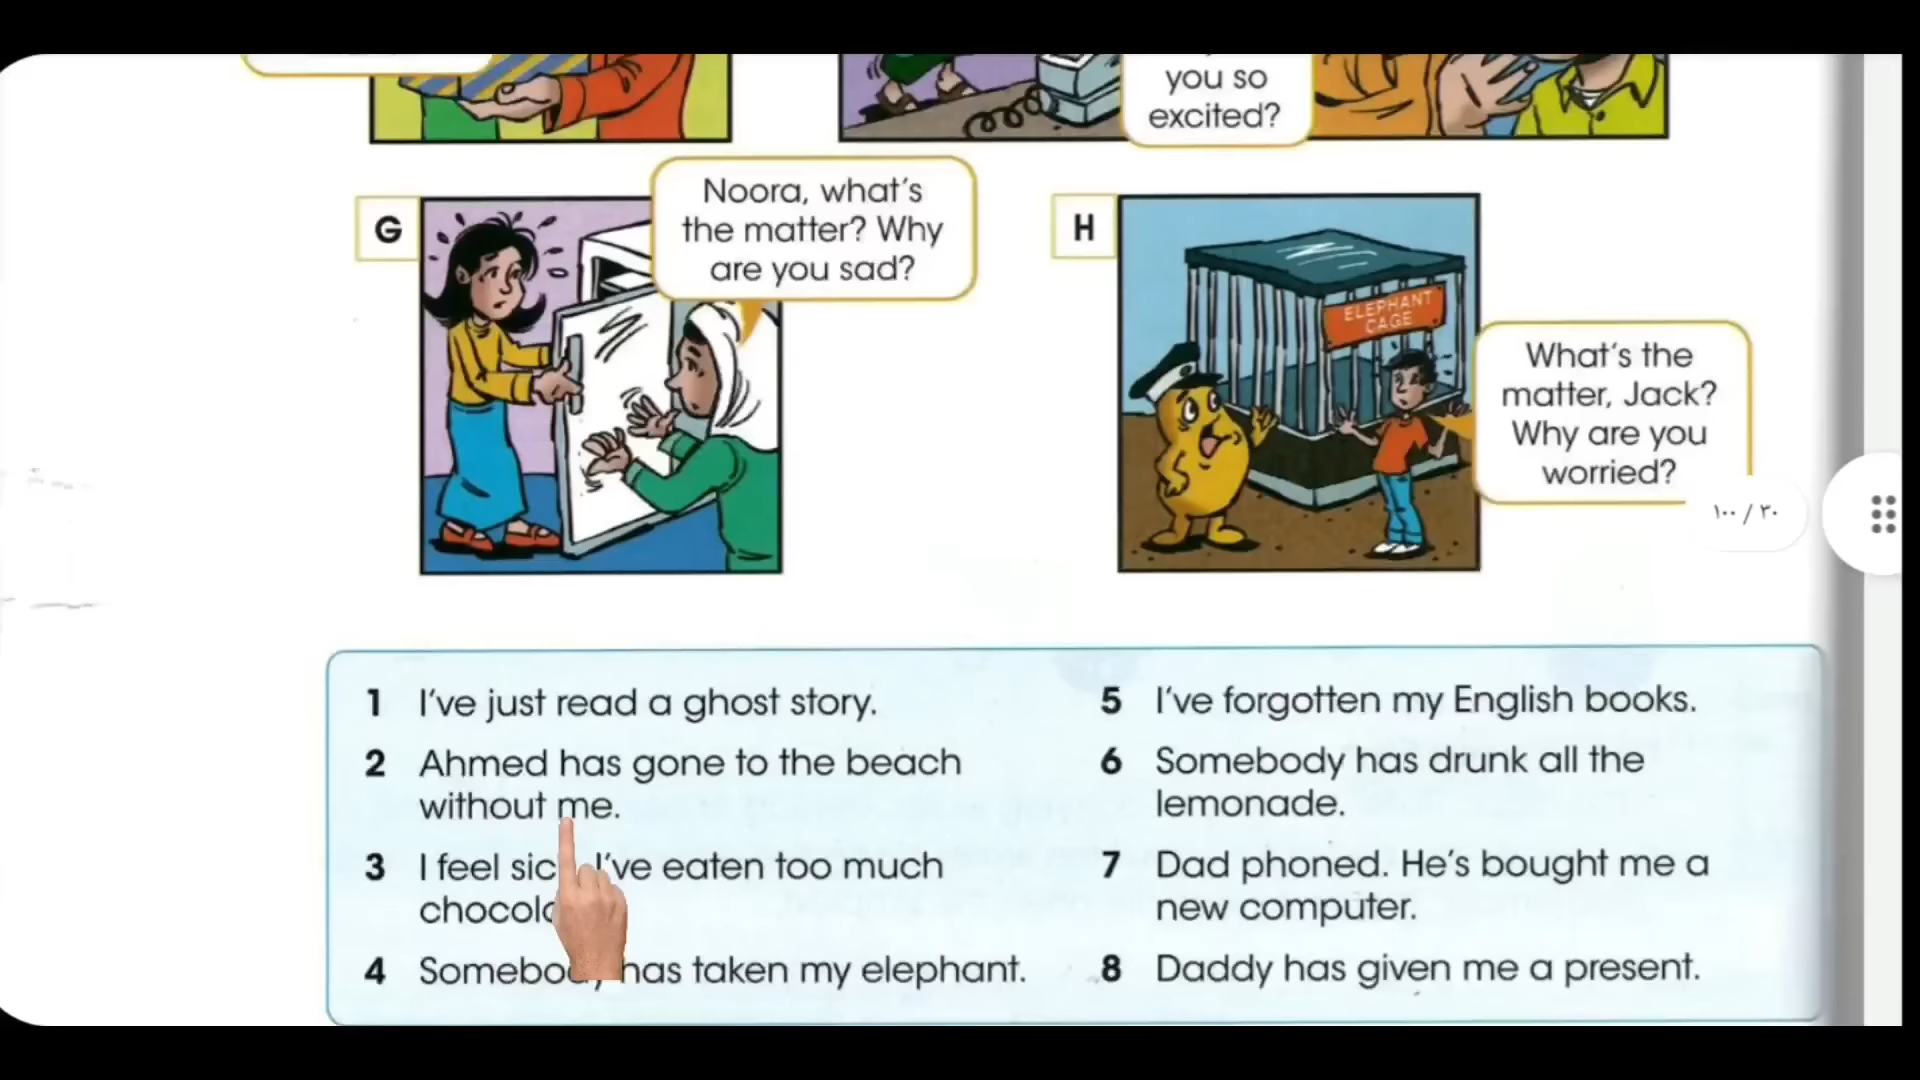 you so
excited?
G
Noora, what's
the matter? Why
are you sad?
H
ELEPHANT
CAGE
What's the
matter, Jack?
Why are you
worried?
١٠٠ / ٣٠
1 I've just read a ghost story.
2 Ahmed has gone to the beach
without me.
3 I feel I've eaten too much
4 has taken my elephant.
5 I've forgotten my English books.
6 Somebody has drunk all the
lemonade.
7 Dad phoned. He's bought me a
new computer.
8 Daddy has given me a present.